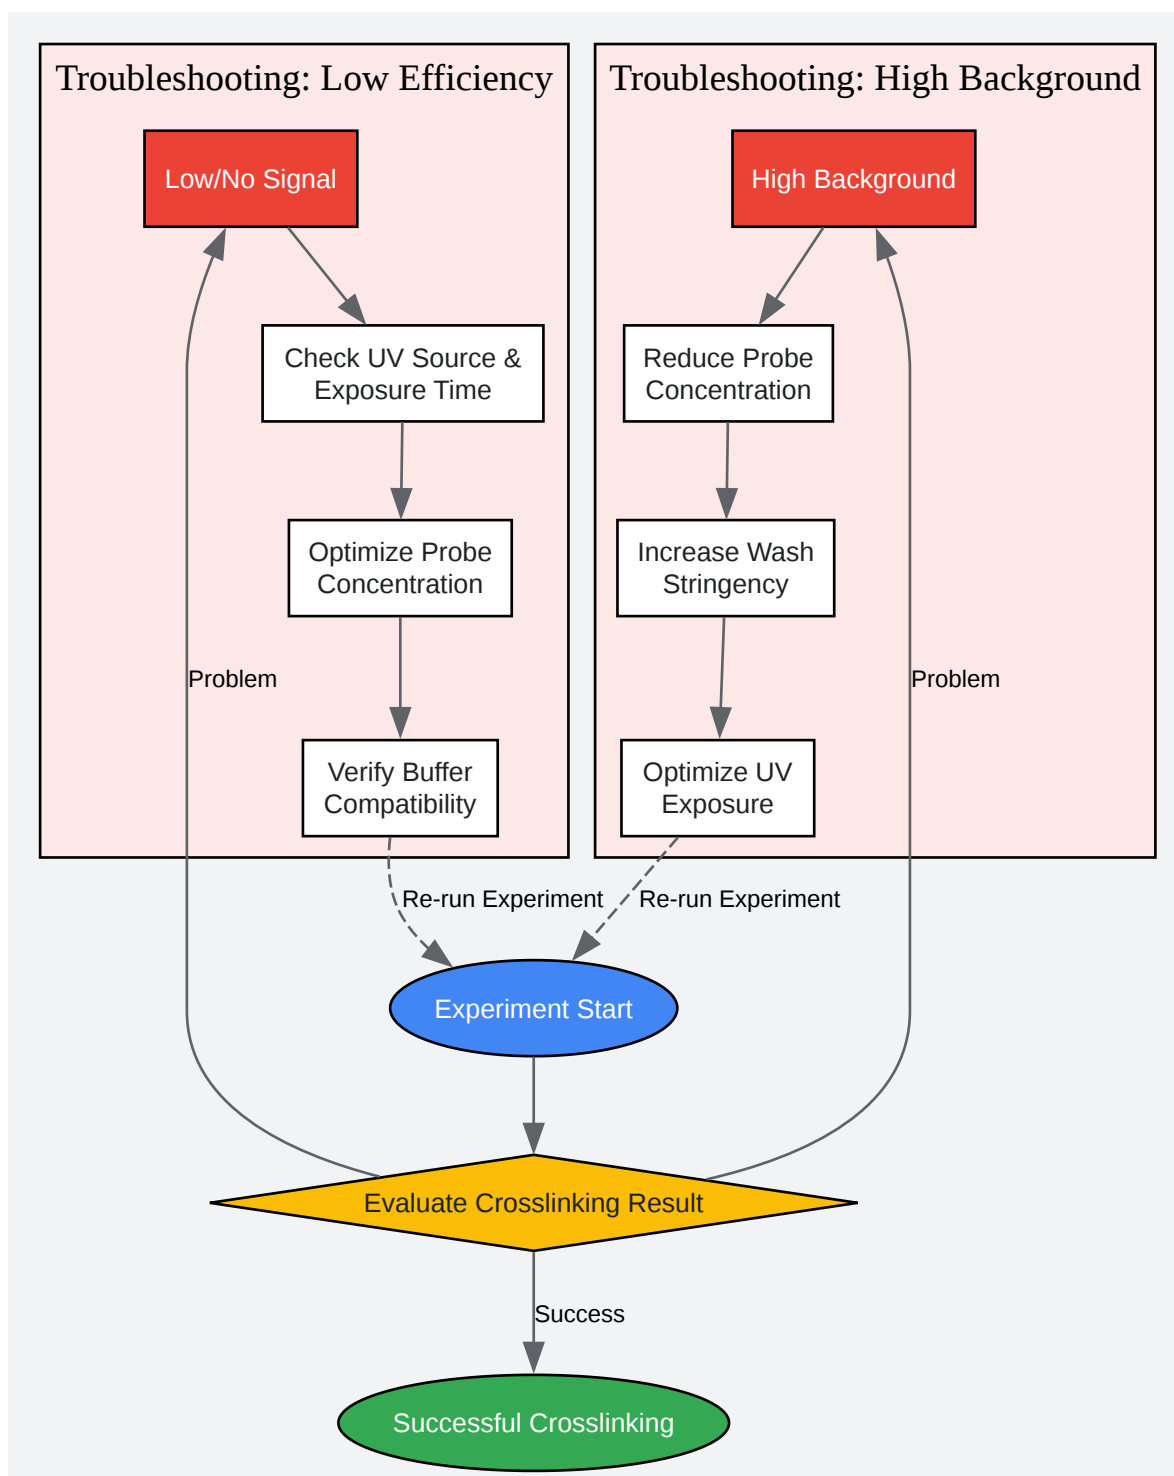 Troubleshooting: Low Efficiency
Low/No Signal
Check UV Source &
Exposure Time
Optimize Probe
Concentration
Problem
Verify Buffer
Compatibility
Troubleshooting: High Background
High Background
Reduce Probe
Concentration
Increase Wash
Stringency
Problem
Optimize UV
Exposure
Re-run Experiment
Re-run Experiment
Experiment Start
Evaluate Crosslinking Result
Success
Successful Crosslinking